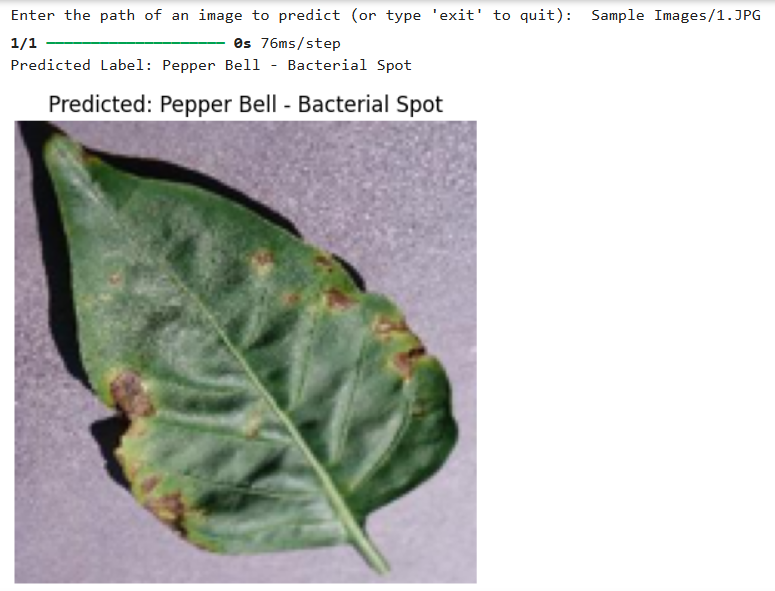 Enter the path of an image to predict (or type 'exit' to quit):  Sample Images/1.JPG
1/1 ━━━━━━━━━━━━━━━━━━━━ 0s 76ms/step
Predicted Label: Pepper Bell - Bacterial Spot
Predicted: Pepper Bell - Bacterial Spot